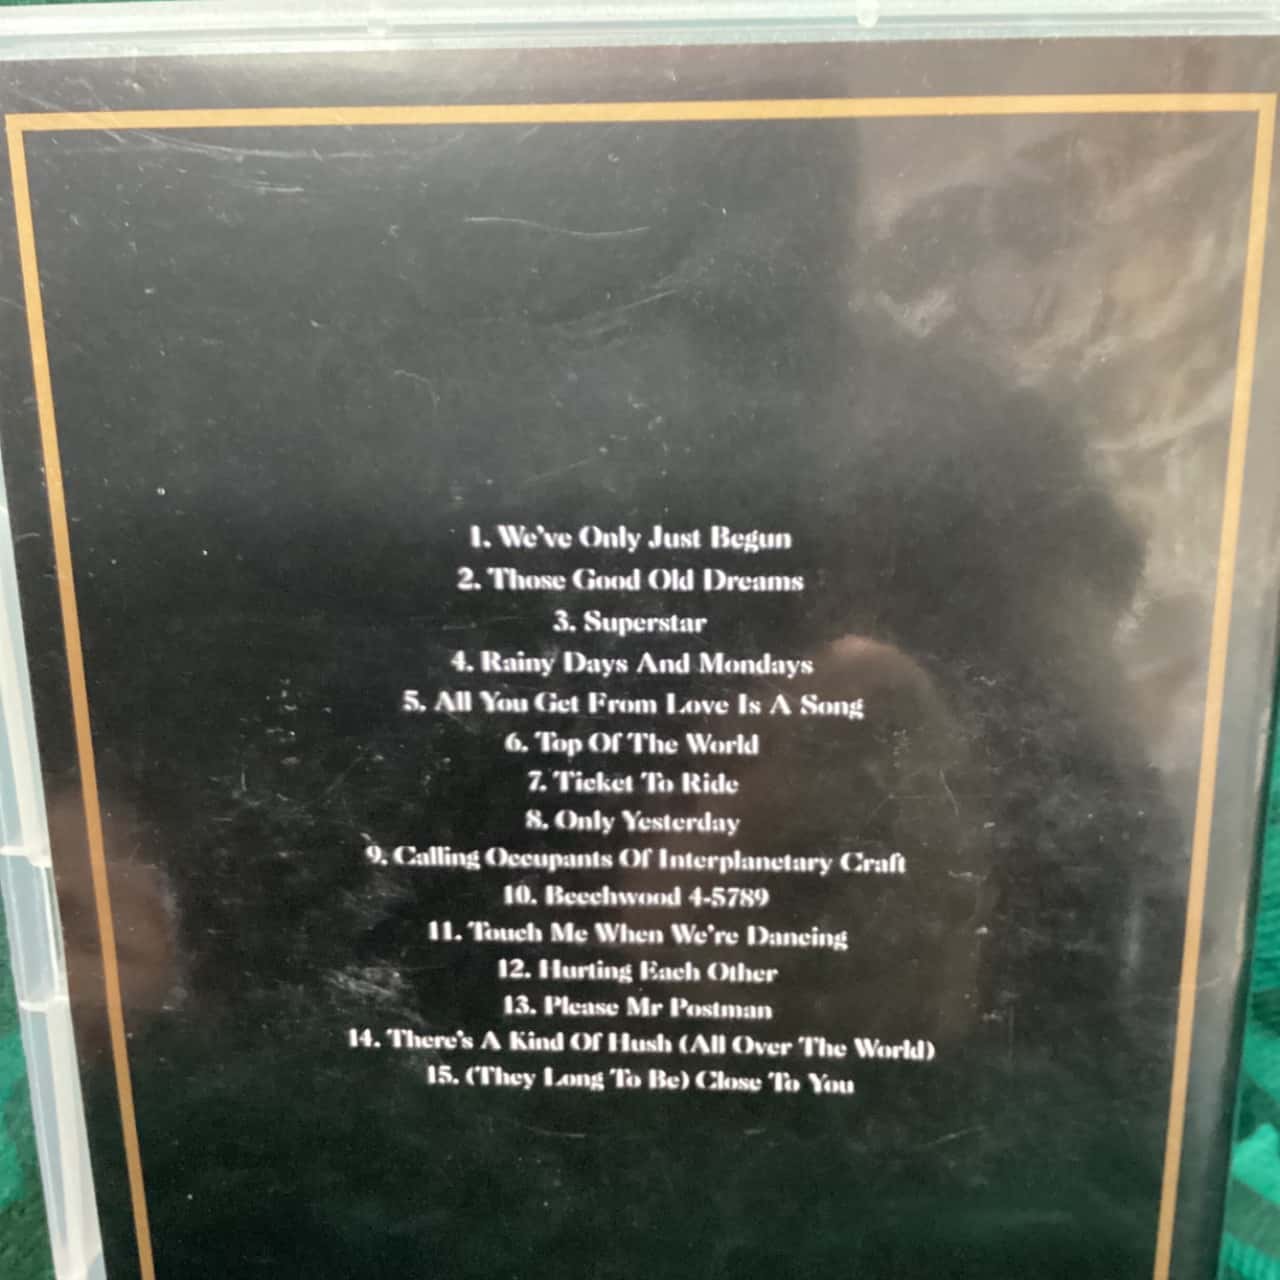 1. We've Only Just Begun
2. Those Good Old Dreams
3. Superstar
4. Rainy Days And Mondays
5. All You Get From Love Is A Song
6. Top Of The World
7. Ticket To Ride
8. Only Yesterday
9. Calling Occupants Of Interplanetary Craft
10. Beechwood 4-5789
11. Touch Me When We're Dancing
12. Hurting Each Other
13. Please Mr Postman
14. There's A Kind Of Hush (All Over The World)
15. (They Long To Be) Close To You